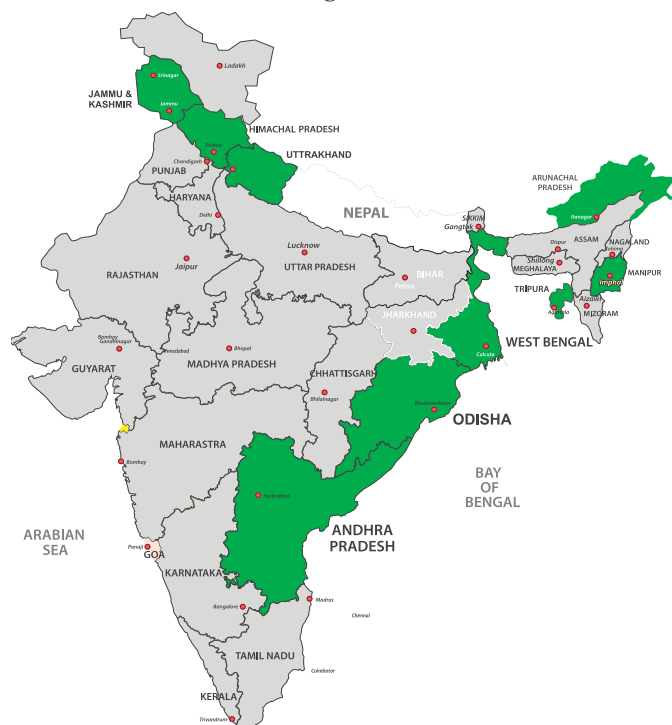 Ladakh
Srinagar
JAMMU &
KASHMIR
Jammu
HIMACHAL PRADESH
Shimla
Chandigarh
UTTRAKHAND
PUNJAB
ARUNACHAL
PRADESH
HARYANA
NEPAL
Delhi
SIKKIM
Gangtok
Itanagar
ASSAM
Dispur
NAGALAND
Kohima
Lucknow
UTTAR PRADESH
Jaipur
RAJASTHAN
BIHAR
Patna
Shillong
MEGHALAYA
MANIPUR
Imphal
TRIPURA
Agartala
Aizawl
MIZORAM
JHARKHAND
WEST BENGAL
Calcuta
Bombay
Gandhinagar
Ahmedabad
Bhopal
MADHYA PRADESH
GUYARAT
CHHATTISGARH
Bhilainagar
Bhubaneswar
ODISHA
MAHARASTRA
Bombay
BAY
OF
BENGAL
Hyderabad
ARABIAN
SEA
ANDHRA
PRADESH
Panaji
GOA
KARNATAKA
Bangalore
Madras
Chennai
TAMIL NADU
Coimbator
KERALA
Trivandrum